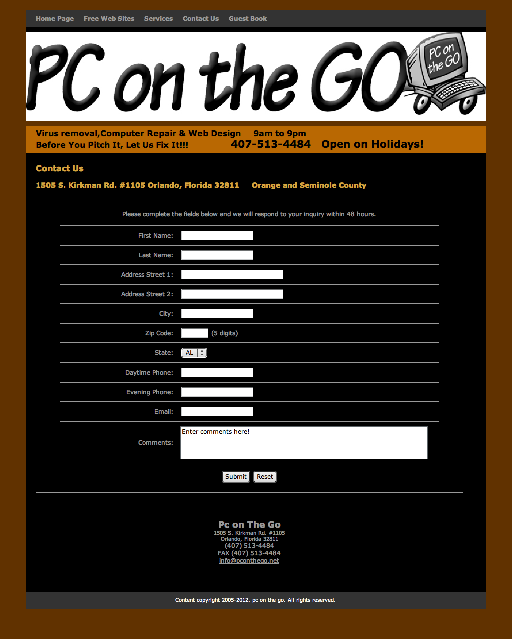 Home Page Free Web Sites Services Contact Us Guest Book
PC on the GO
PC on the GO
Virus removal,Computer Repair & Web Design 9am to 9pm
Before You Pitch It, Let Us Fix It!!! 407-513-4484 Open on Holidays!
Contact Us
1505 S. Kirkman Rd. #1105 Orlando, Florida 32811 Orange and Seminole County
Please complete the fields below and we will respond to your inquiry within 48 hours.
First Name:
Last Name:
Address Street 1:
Address Street 2:
City:
Zip Code: (5 digits)
State: AL
Daytime Phone:
Evening Phone:
Email:
Comments: Enter comments here!
Submit Reset
Pc on The Go
1505 S. Kirkman Rd. #1105
Orlando, Florida 32811
(407) 513-4484
FAX (407) 513-4484
info@pconthego.net
Content copyright 2005-2012. pc on the go. All rights reserved.